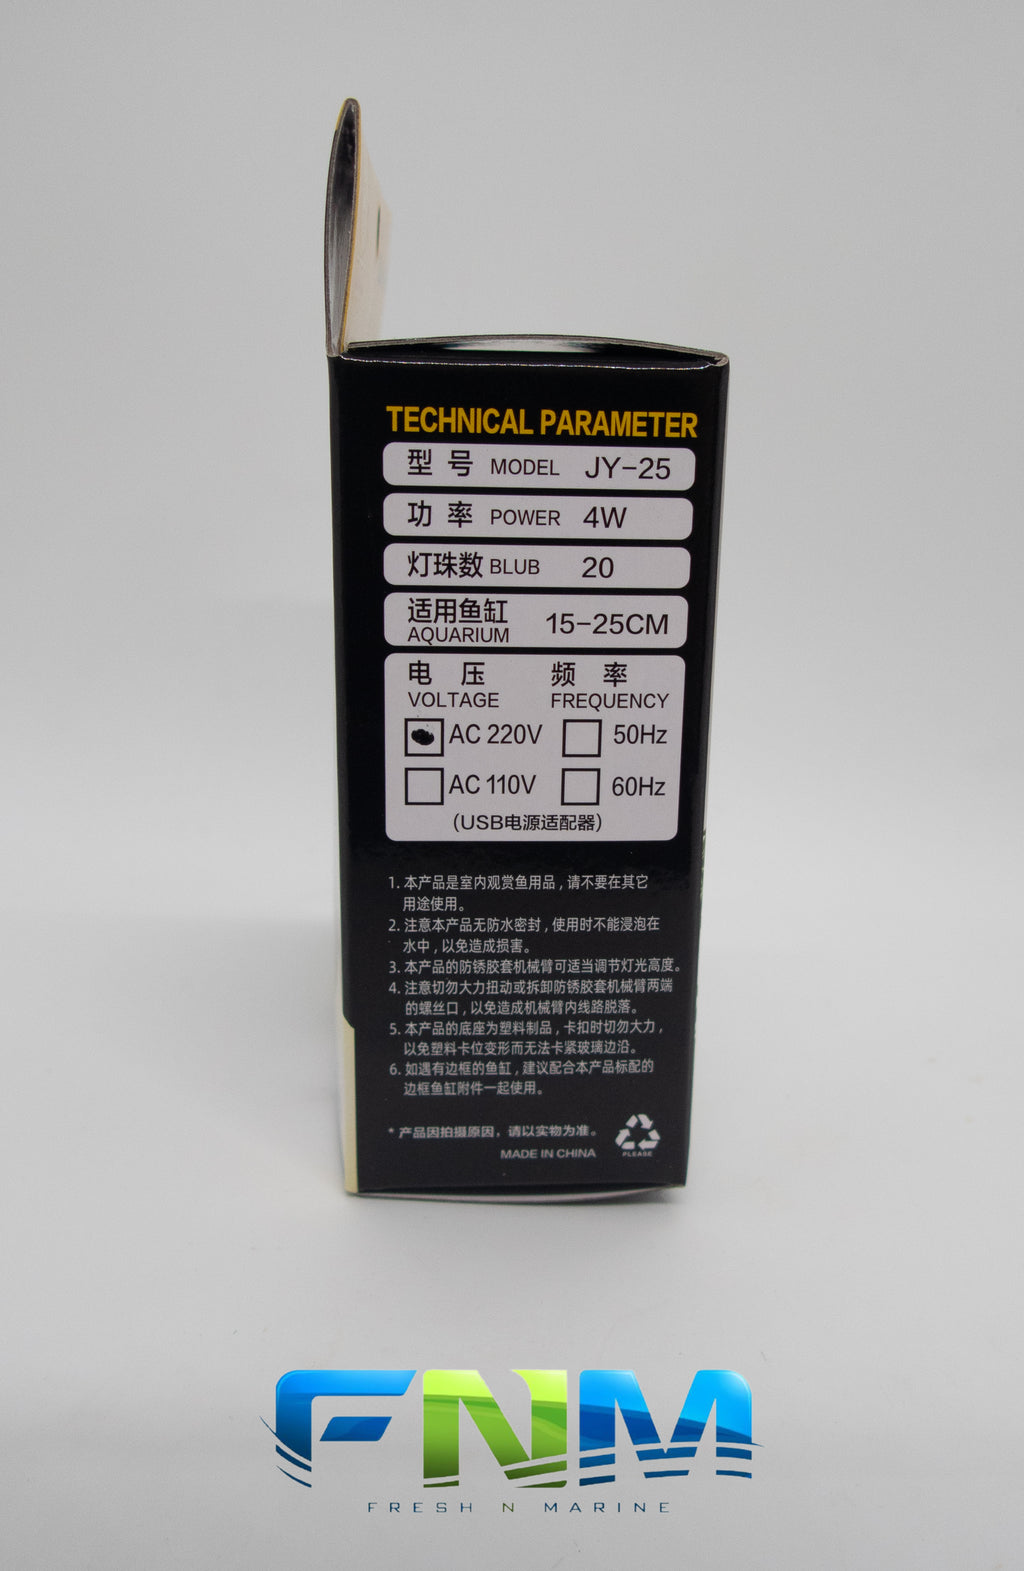 TECHNICAL PARAMETER
型 号 MODEL JY-25
功 率 POWER 4W
灯珠数 BLUB 20
适用鱼缸
AQUARIUM 15-25CM
电 压 频 率
VOLTAGE FREQUENCY
AC 220V 50Hz
AC 110V 60Hz
(USB电源适配器)
1. 本产品是室内观赏鱼用品,请不要在其它
用途使用。
2. 注意本产品无防水密封,使用时不能浸泡在
水中,以免造成损害。
3. 本产品的防锈胶套机械臂可适当调节灯光高度。
4. 注意切勿大力扭动或拆卸防锈胶套机械臂两端
的螺丝口,以免造成机械臂内线路脱落。
5. 本产品的底座为塑料制品,卡扣时切勿大力,
以免塑料卡位变形而无法卡紧玻璃边沿。
6. 如遇有边框的鱼缸,建议配合本产品标配的
边框鱼缸附件一起使用。
* 产品因拍摄原因,请以实物为准。
MADE IN CHINA
PLEASE
FNM
FRESH N MARINE